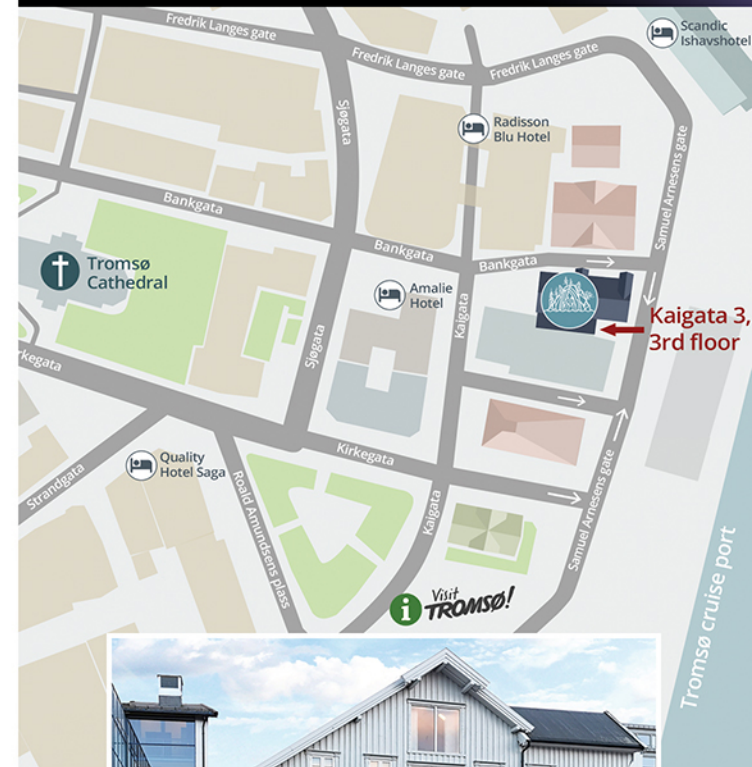 Fredrik Langes gate
Fredrik Langes gate
Fredrik Langes gate
Scandic
Ishavshotel
Sjøgata
Radisson
Blu Hotel
Samuel Arnesens gate
Bankgata
Bankgata
Bankgata
Tromsø
Cathedral
Amalie
Hotel
Kaigata
Kaigata 3,
3rd floor
Sjøgata
rkegata
Kirkegata
Quality
Hotel Saga
Strandgata
Roald Amundsens plass
Kaigata
Samuel Arnesens gate
i
Visit
TROMSØ!
Tromsø cruise port